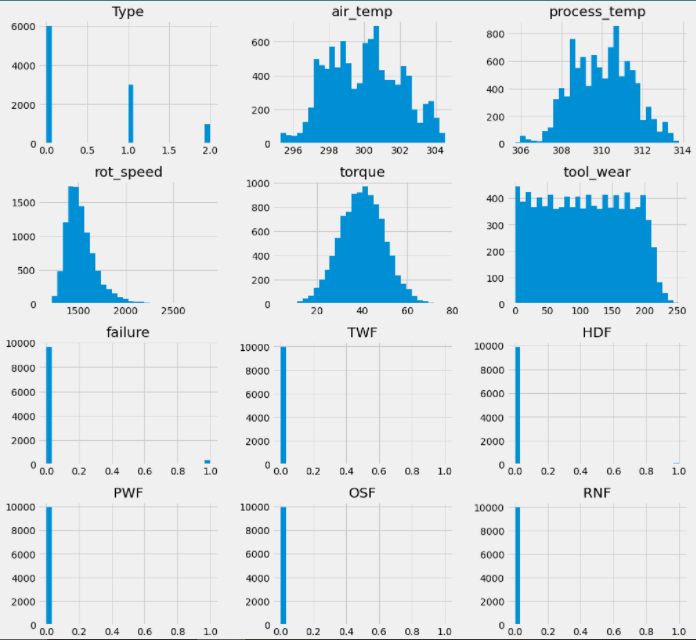 Type air_temp process_temp
6000 4000 2000 0
0.0 0.5 1.0 1.5 2.0
600 400 200 0
296 298 300 302 304
800 600 400 200 0
306 308 310 312 314
rot_speed torque tool_wear
1500 1000 500 0
1500 2000 2500
1000 800 600 400 200 0
20 40 60 80
400 300 200 100 0
0 50 100 150 200 250
failure TWF HDF
10000 8000 6000 4000 2000 0
0.0 0.2 0.4 0.6 0.8 1.0
10000 8000 6000 4000 2000 0
0.0 0.2 0.4 0.6 0.8 1.0
10000 8000 6000 4000 2000 0
0.0 0.2 0.4 0.6 0.8 1.0
PWF OSF RNF
10000 8000 6000 4000 2000 0
0.0 0.2 0.4 0.6 0.8 1.0
10000 8000 6000 4000 2000 0
0.0 0.2 0.4 0.6 0.8 1.0
10000 8000 6000 4000 2000 0
0.0 0.2 0.4 0.6 0.8 1.0